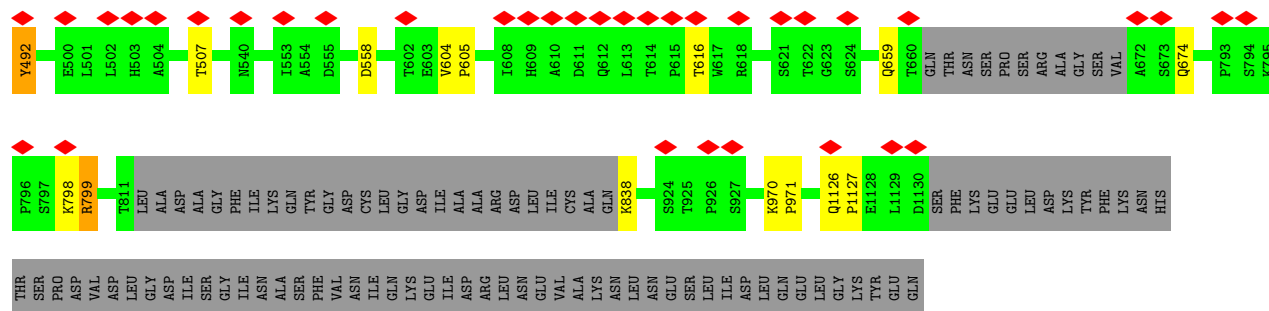 Y492 E500 L501 L502 H503 A504 T507 N540 I553 A554 D555 D558 T602 E603 V604 P605 I608 H609 A610 D611 Q612 L613 T614 P615 T616 W617 R618 S621 T622 G623 S624 Q659 T660 GLN THR ASN SER PRO SER ARG ALA GLY SER VAL A672 S673 Q674 P793 S794 K795
P796 S797 K798 R799 T811 LEU ALA ASP ALA GLY PHE ILE LYS GLN TYR GLY ASP CYS LEU GLY ASP ILE ALA ALA ARG ASP LEU ILE CYS ALA GLN K838 S924 T925 P926 S927 K970 P971 Q1126 P1127 E1128 L1129 D1130 SER PHE LYS GLU GLU LEU ASP LYS TYR PHE LYS ASN HIS
THR SER PRO ASP VAL ASP LEU GLY ASP ILE SER GLY ILE ASN ALA SER PHE VAL ASN ILE GLN LYS GLU ILE ASP ARG LEU ASN GLU VAL ALA LYS ASN LEU ASN GLU SER LEU ILE ASP LEU GLN GLU LEU GLY LYS TYR GLU GLN